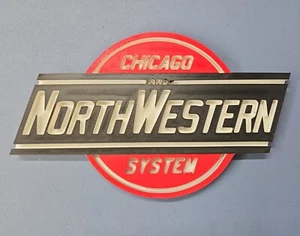 CHICAGO
AND
NORTHWESTERN
SYSTEM